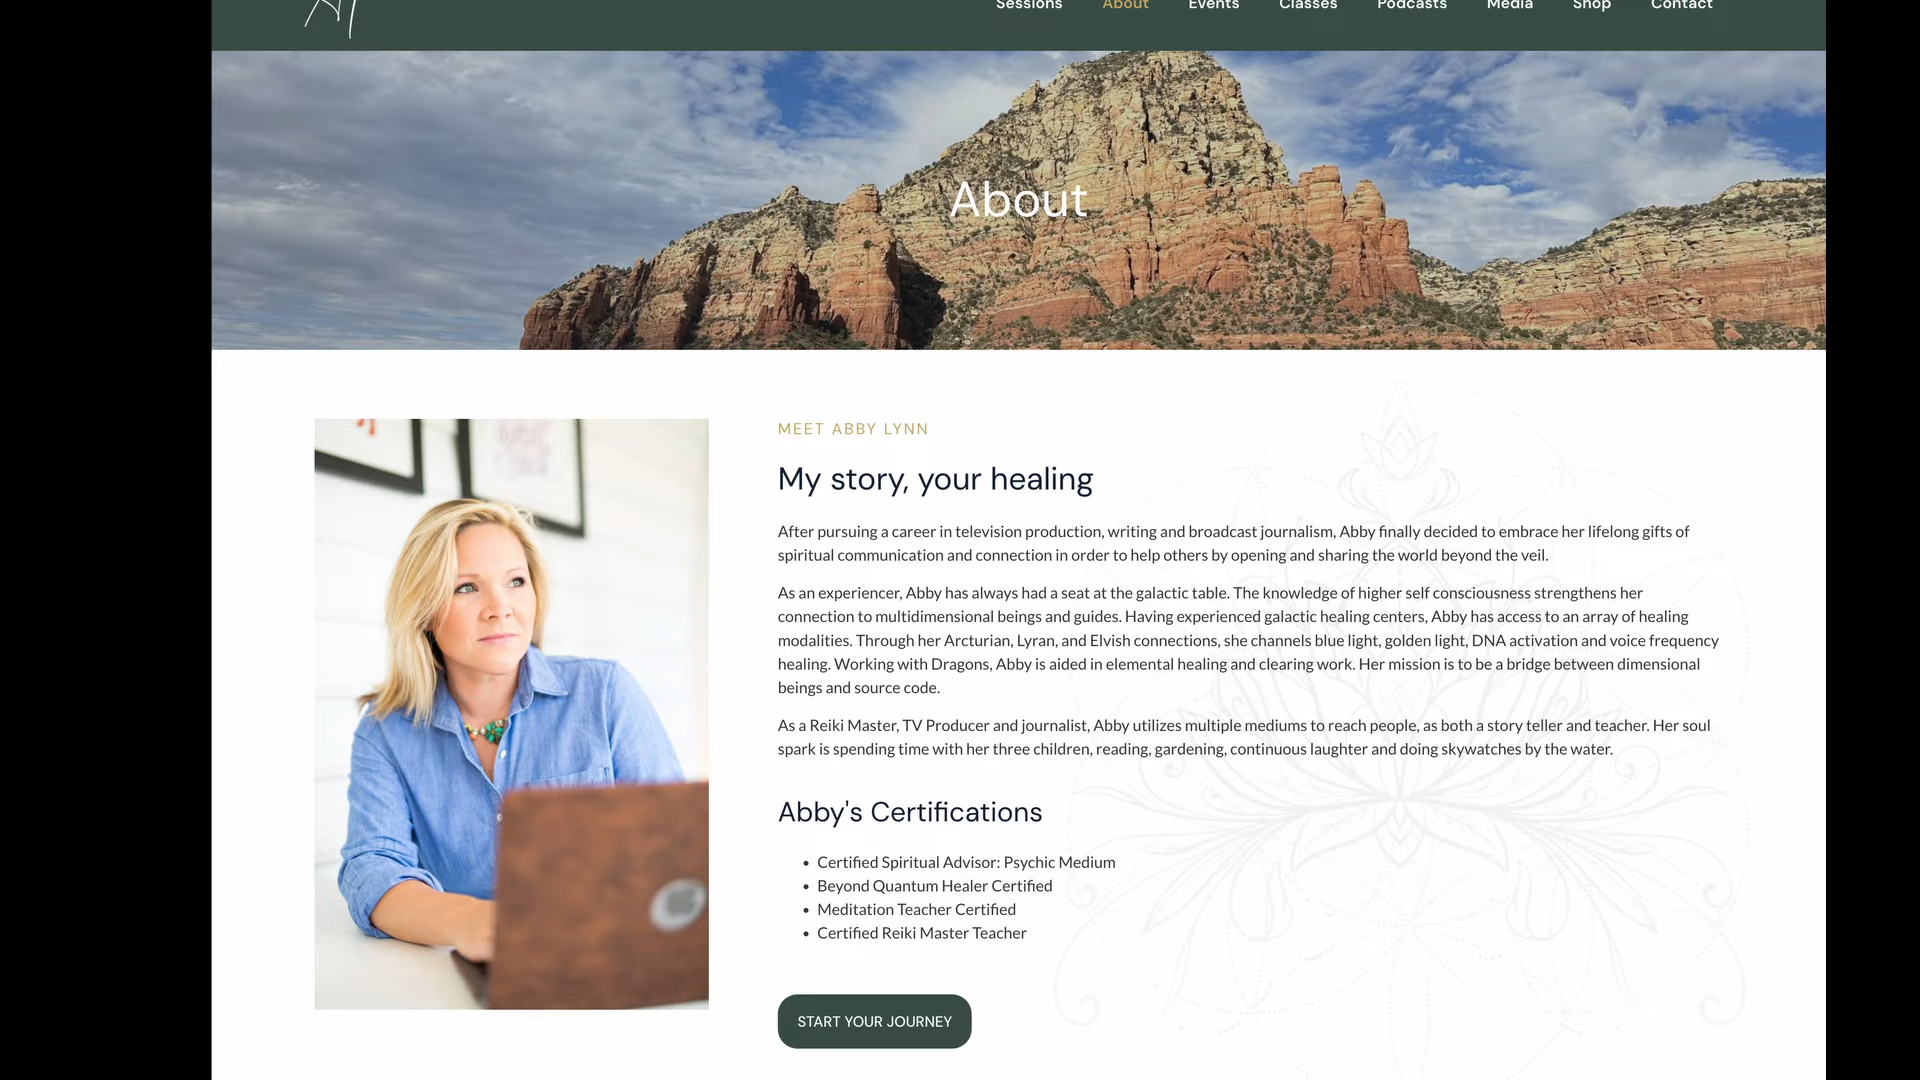 Sessions About Events Classes Podcasts Media Shop Contact
About
MEET ABBY LYNN
My story, your healing
After pursuing a career in television production, writing and broadcast journalism, Abby finally decided to embrace her lifelong gifts of
spiritual communication and connection in order to help others by opening and sharing the world beyond the veil.
As an experiencer, Abby has always had a seat at the galactic table. The knowledge of higher self consciousness strengthens her
connection to multidimensional beings and guides. Having experienced galactic healing centers, Abby has access to an array of healing
modalities. Through her Arcturian, Lyran, and Elvish connections, she channels blue light, golden light, DNA activation and voice frequency
healing. Working with Dragons, Abby is aided in elemental healing and clearing work. Her mission is to be a bridge between dimensional
beings and source code.
As a Reiki Master, TV Producer and journalist, Abby utilizes multiple mediums to reach people, as both a story teller and teacher. Her soul
spark is spending time with her three children, reading, gardening, continuous laughter and doing skywatches by the water.
Abby's Certifications
• Certified Spiritual Advisor: Psychic Medium
• Beyond Quantum Healer Certified
• Meditation Teacher Certified
• Certified Reiki Master Teacher
START YOUR JOURNEY